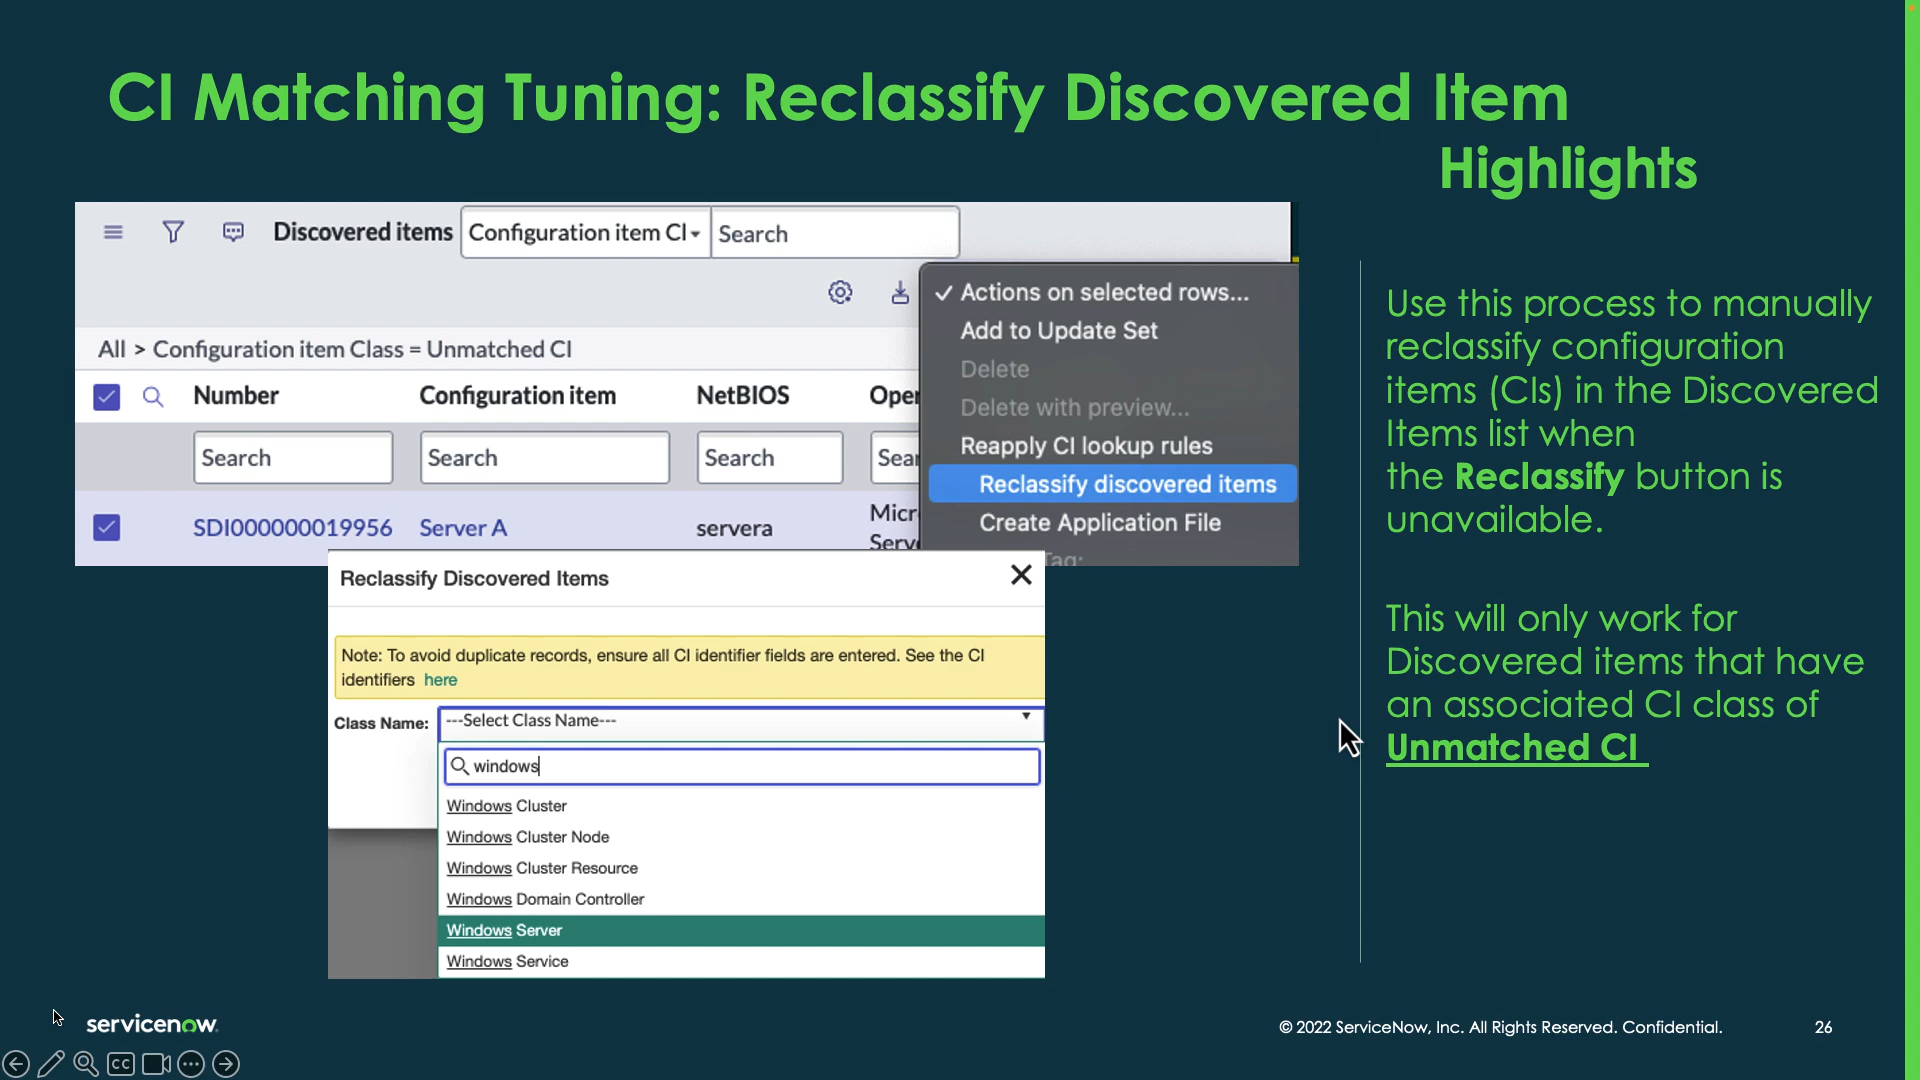 CI Matching Tuning: Reclassify Discovered Item
Highlights
Discovered items
Configuration item Cl
Search
Actions on selected rows...
Add to Update Set
Delete
Delete with preview...
Reapply CI lookup rules
Reclassify discovered items
Create Application File
Tag:
All > Configuration item Class = Unmatched CI
Number Configuration item NetBIOS Oper
Search Search Search Sear
SDI000000019956 Server A servera Micr
Serve
Reclassify Discovered Items
Note: To avoid duplicate records, ensure all CI identifier fields are entered. See the CI
identifiers here
Class Name: ---Select Class Name---
windows
Windows Cluster
Windows Cluster Node
Windows Cluster Resource
Windows Domain Controller
Windows Server
Windows Service
Use this process to manually
reclassify configuration
items (CIs) in the Discovered
Items list when
the Reclassify button is
unavailable.
This will only work for
Discovered items that have
an associated CI class of
Unmatched CI
servicenow.
© 2022 ServiceNow, Inc. All Rights Reserved. Confidential.
26
CC